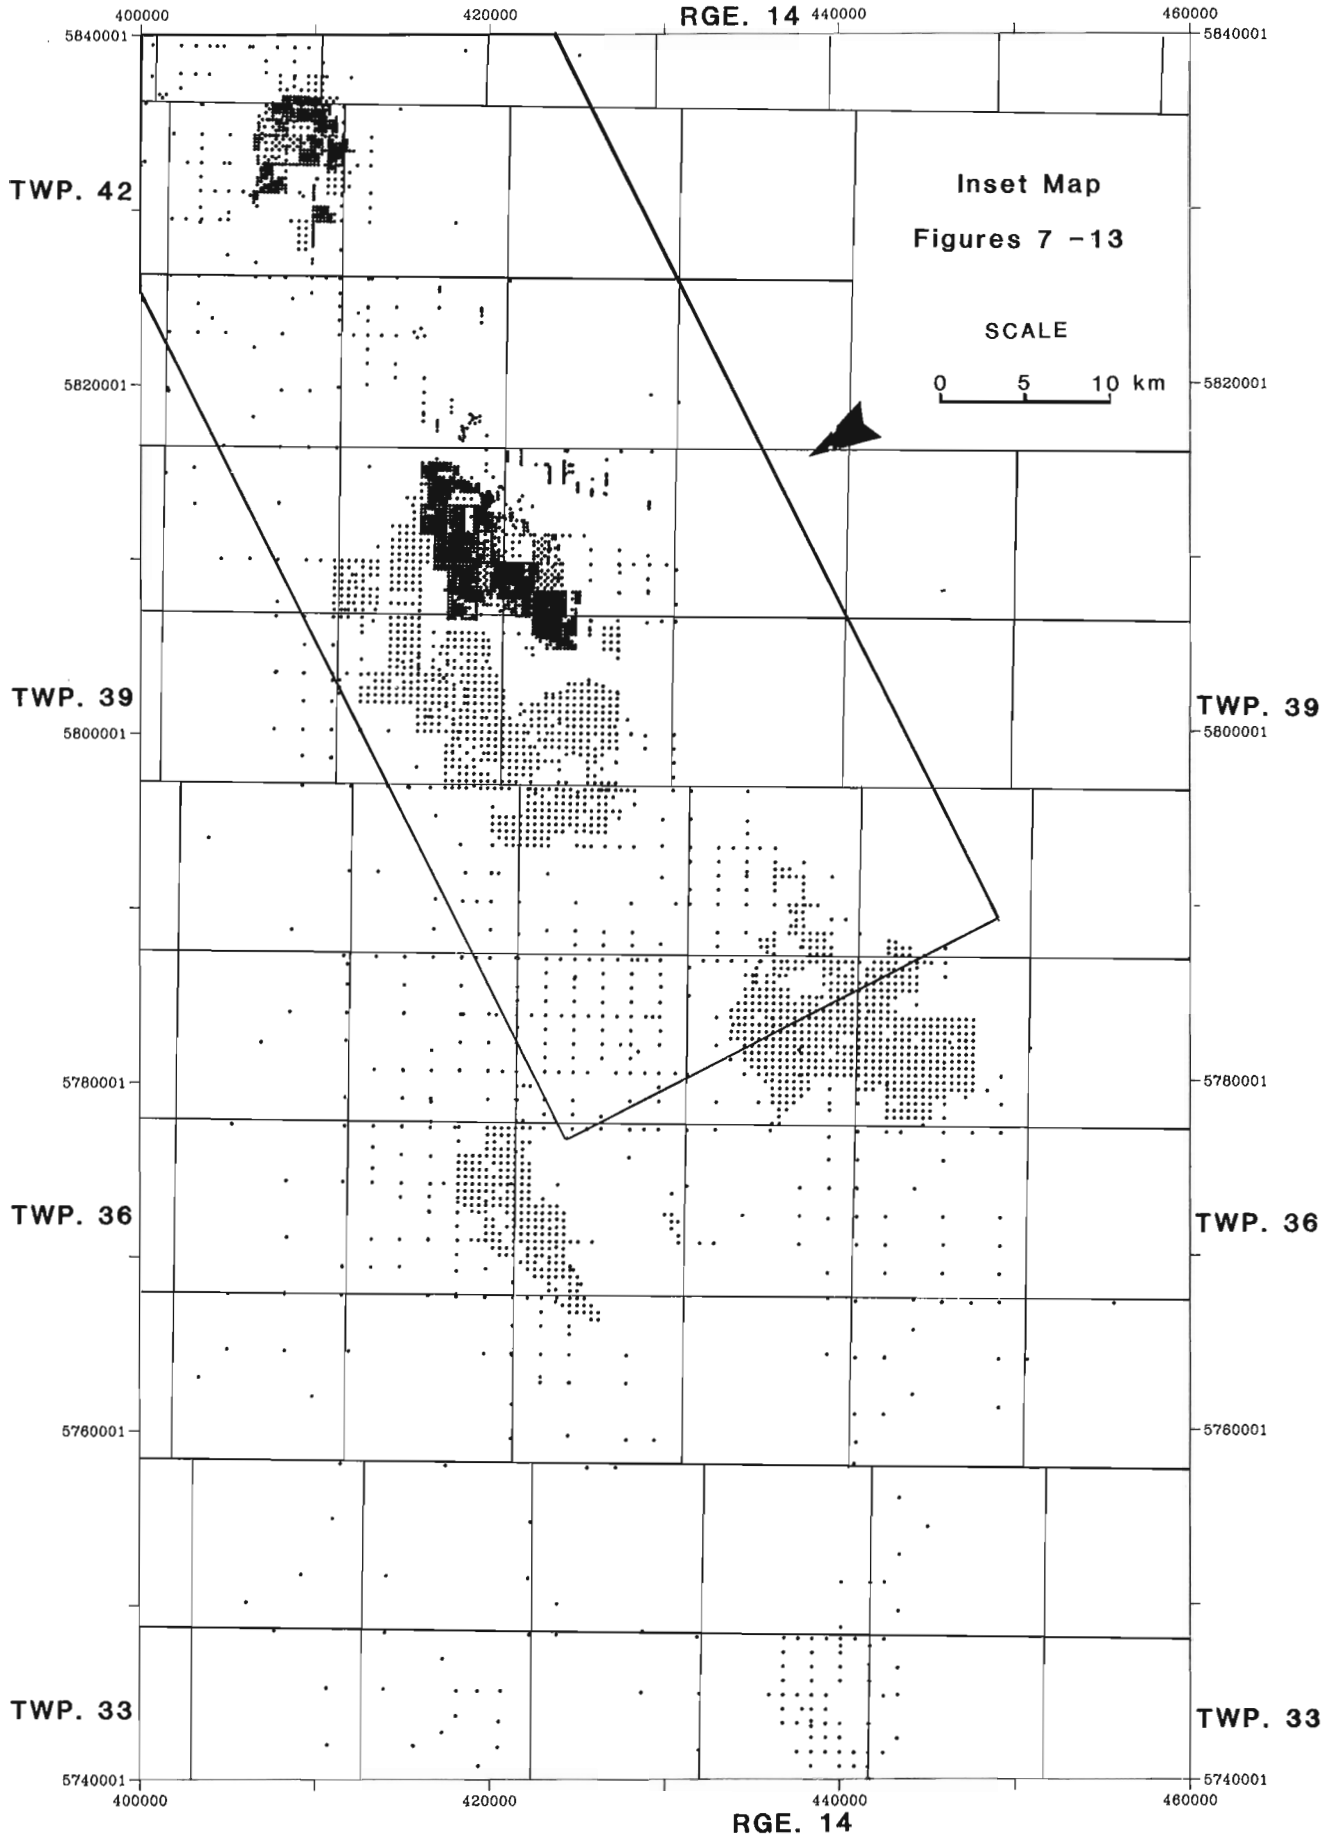 400000 420000 RGE. 14 440000 460000
5840001 5840001
TWP. 42
Inset Map
Figures 7 -13
SCALE
0 5 10 km
5820001 5820001
TWP. 39 TWP. 39
5800001 5800001
5780001 5780001
TWP. 36 TWP. 36
5760001 5760001
TWP. 33 TWP. 33
5740001 5740001
400000 420000 440000 460000
RGE. 14